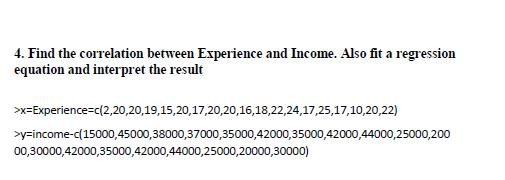 4. Find the correlation between Experience and Income. Also fit a regression
equation and interpret the result
>x=Experience=c(2,20,20,19,15,20,17,20,20,16,18,22,24,17,25,17,10,20,22)
>y=income-c(15000,45000,38000,37000,35000,42000,35000,42000,44000,25000,200
00,30000,42000,35000,42000,44000,25000,20000,30000)